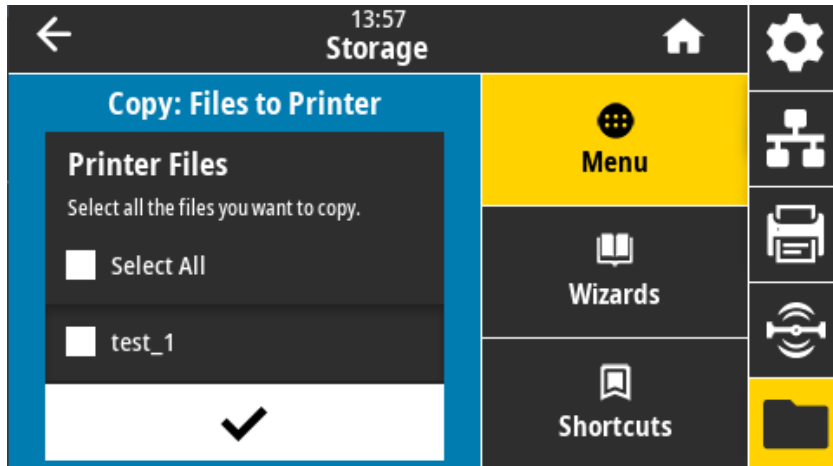 13:57
Storage
Copy: Files to Printer
Printer Files
Select all the files you want to copy.
Select All
test_1
Menu
Wizards
Shortcuts